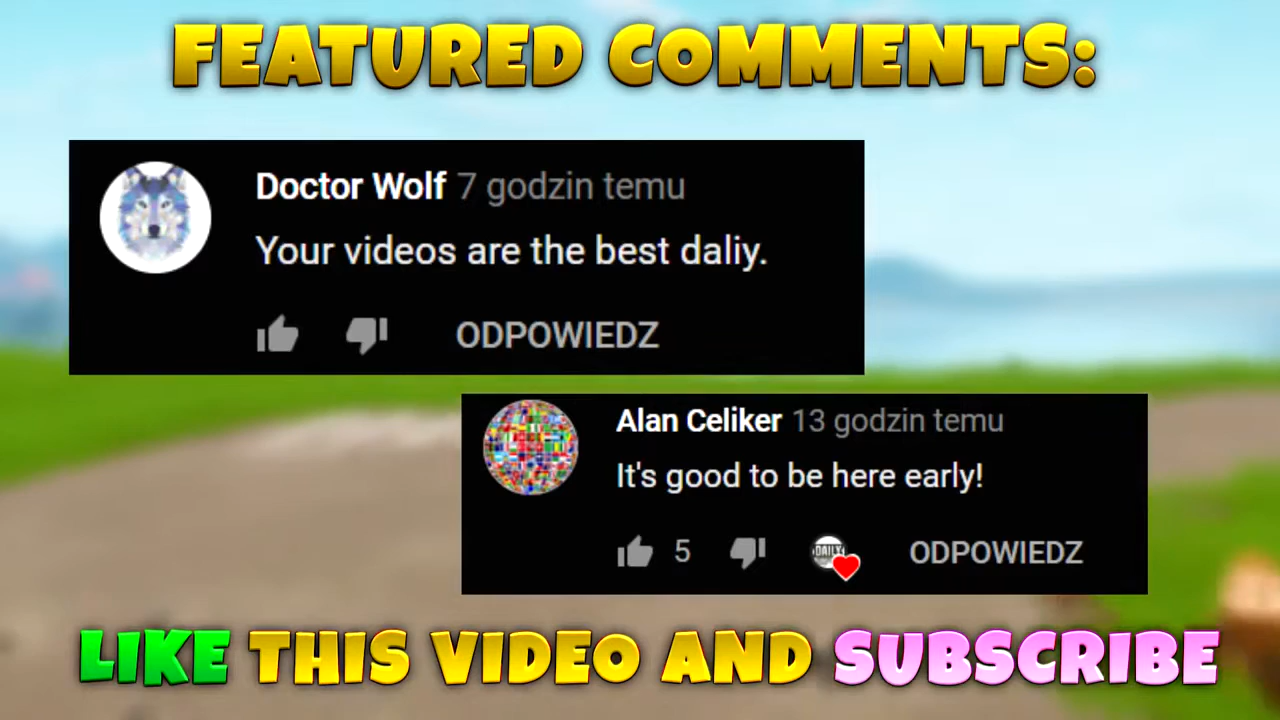 FEATURED COMMENTS:
Doctor Wolf 7 godzin temu
Your videos are the best daliy.
ODPOWIEDZ
Alan Celiker 13 godzin temu
It's good to be here early!
5 DAILY ODPOWIEDZ
LIKE THIS VIDEO AND SUBSCRIBE